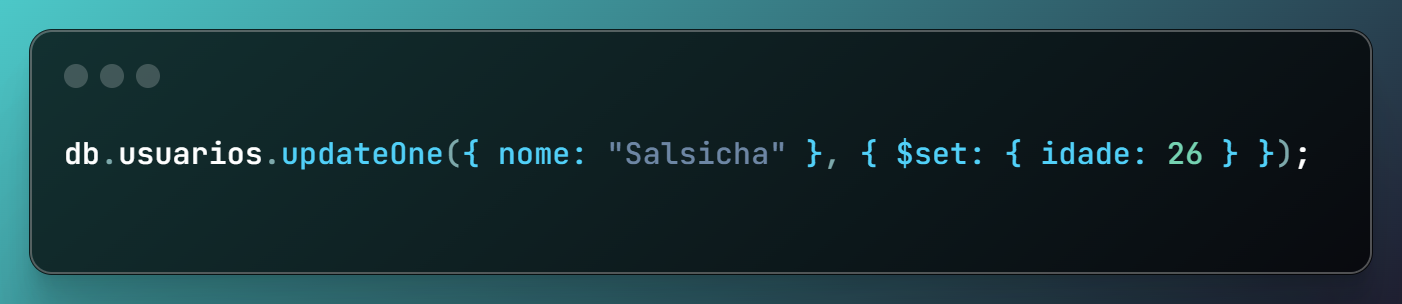 db.usuarios.updateOne({ nome: "Salsicha" }, { $set: { idade: 26 } });